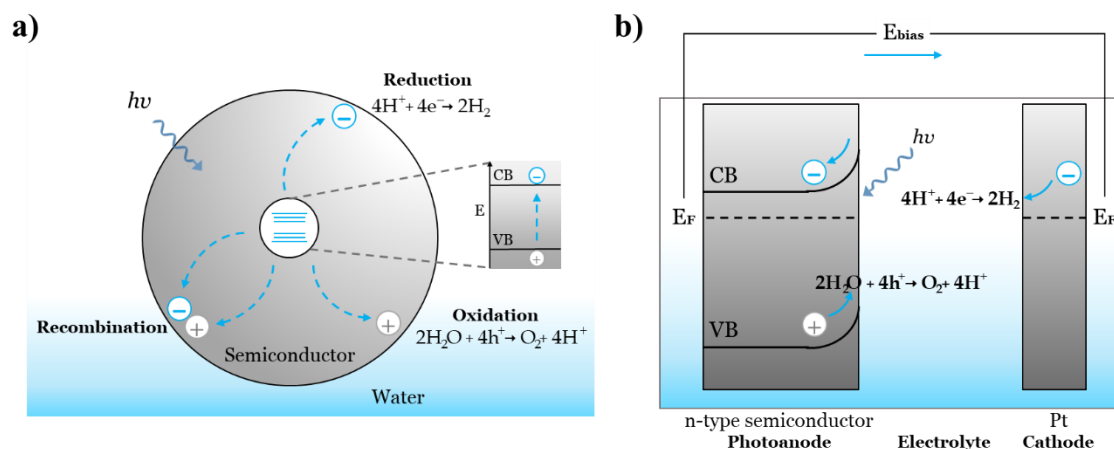 a)
hν
Reduction
4H⁺ + 4e⁻→ 2H₂
CB
E
VB
Recombination
Oxidation
2H₂O + 4h⁺→ O₂+ 4H⁺
Semiconductor
Water
b)
Ebias
hν
CB
4H⁺ + 4e⁻→ 2H₂
EF
EF
2H₂O + 4h⁺→ O₂+ 4H⁺
VB
n-type semiconductor
Photoanode
Electrolyte
Pt
Cathode